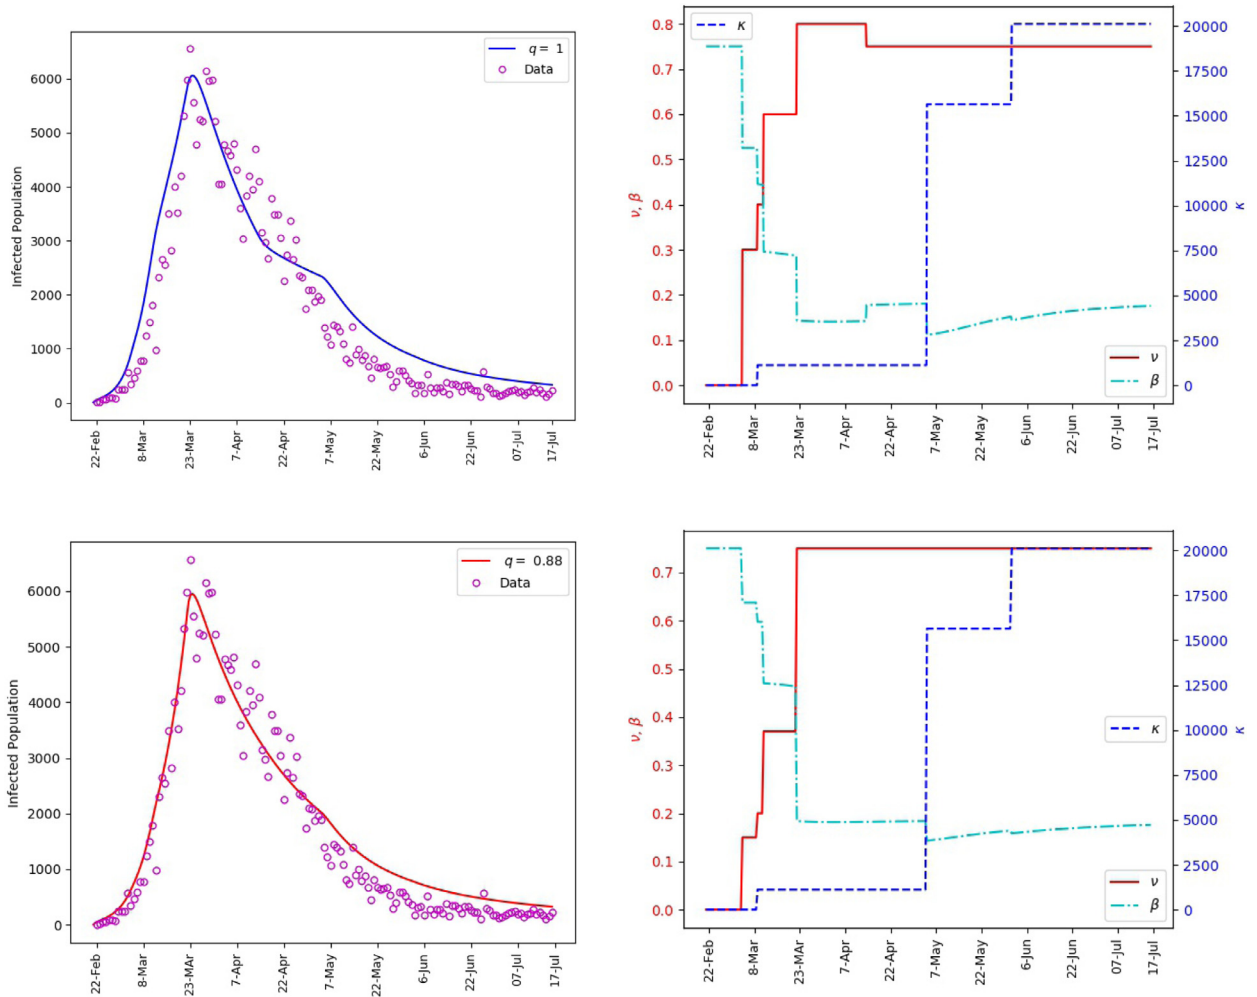 q = 1
Data
Infected Population
6000
5000
4000
3000
2000
1000
0
22-Feb
8-Mar
23-Mar
7-Apr
22-Apr
7-May
22-May
6-Jun
22-Jun
07-Jul
17-Jul
κ
ν, β
0.8
0.7
0.6
0.5
0.4
0.3
0.2
0.1
0.0
20000
17500
15000
12500
10000
7500
5000
2500
0
κ
ν
β
22-Feb
8-Mar
23-Mar
7-Apr
22-Apr
7-May
22-May
6-Jun
22-Jun
07-Jul
17-Jul
q = 0.88
Data
Infected Population
6000
5000
4000
3000
2000
1000
0
22-Feb
8-Mar
23-MAr
7-Apr
22-Apr
7-May
22-May
6-Jun
22-Jun
07-Jul
17-Jul
ν, β
0.7
0.6
0.5
0.4
0.3
0.2
0.1
0.0
20000
17500
15000
12500
10000
7500
5000
2500
0
κ
κ
ν
β
22-Feb
8-Mar
23-MAr
7-Apr
22-Apr
7-May
22-May
6-Jun
22-Jun
07-Jul
17-Jul